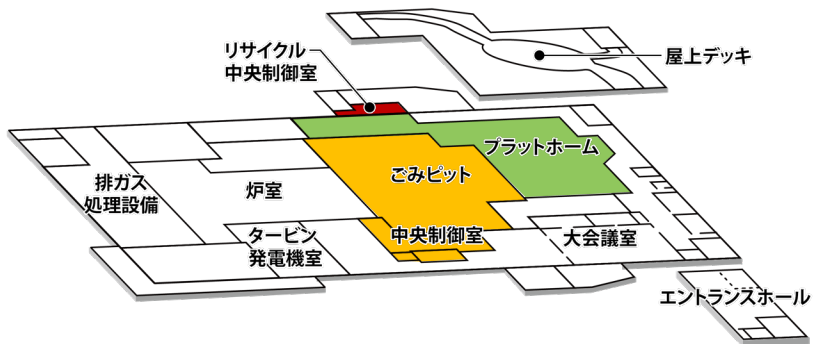 リサイクル
中央制御室
屋上デッキ
プラットホーム
ごみピット
排ガス
処理設備
炉室
タービン
発電機室
中央制御室
大会議室
エントランスホール